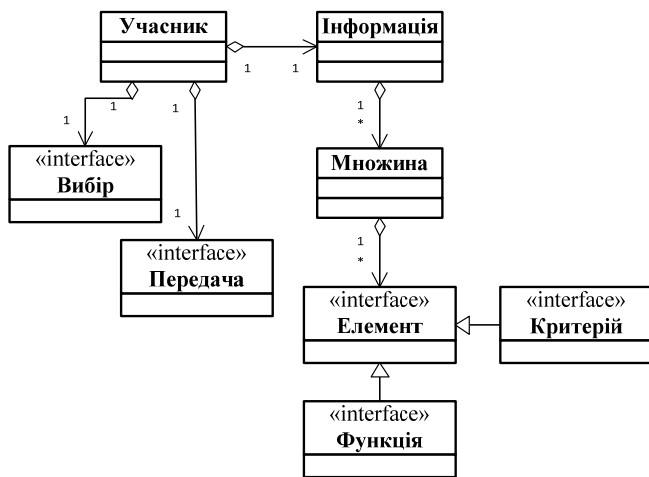 Учасник
Інформація
1
1
1
1
1
1
*
«interface»
Вибір
Множина
1
«interface»
Передача
1
*
«interface»
Елемент
«interface»
Критерій
«interface»
Функція